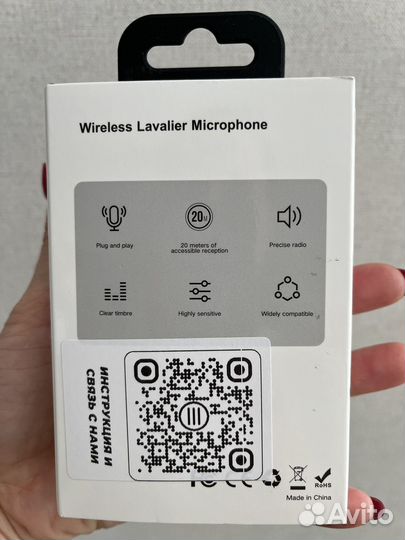 Wireless Lavalier Microphone
20M
Plug and play
20 meters of
accessible reception
Precise radio
Clear timbre
Highly sensitive
Widely compatible
ИНСТРУКЦИЯ И
СВЯЗЬ С НАМИ
RoHS
Made in China
Avito